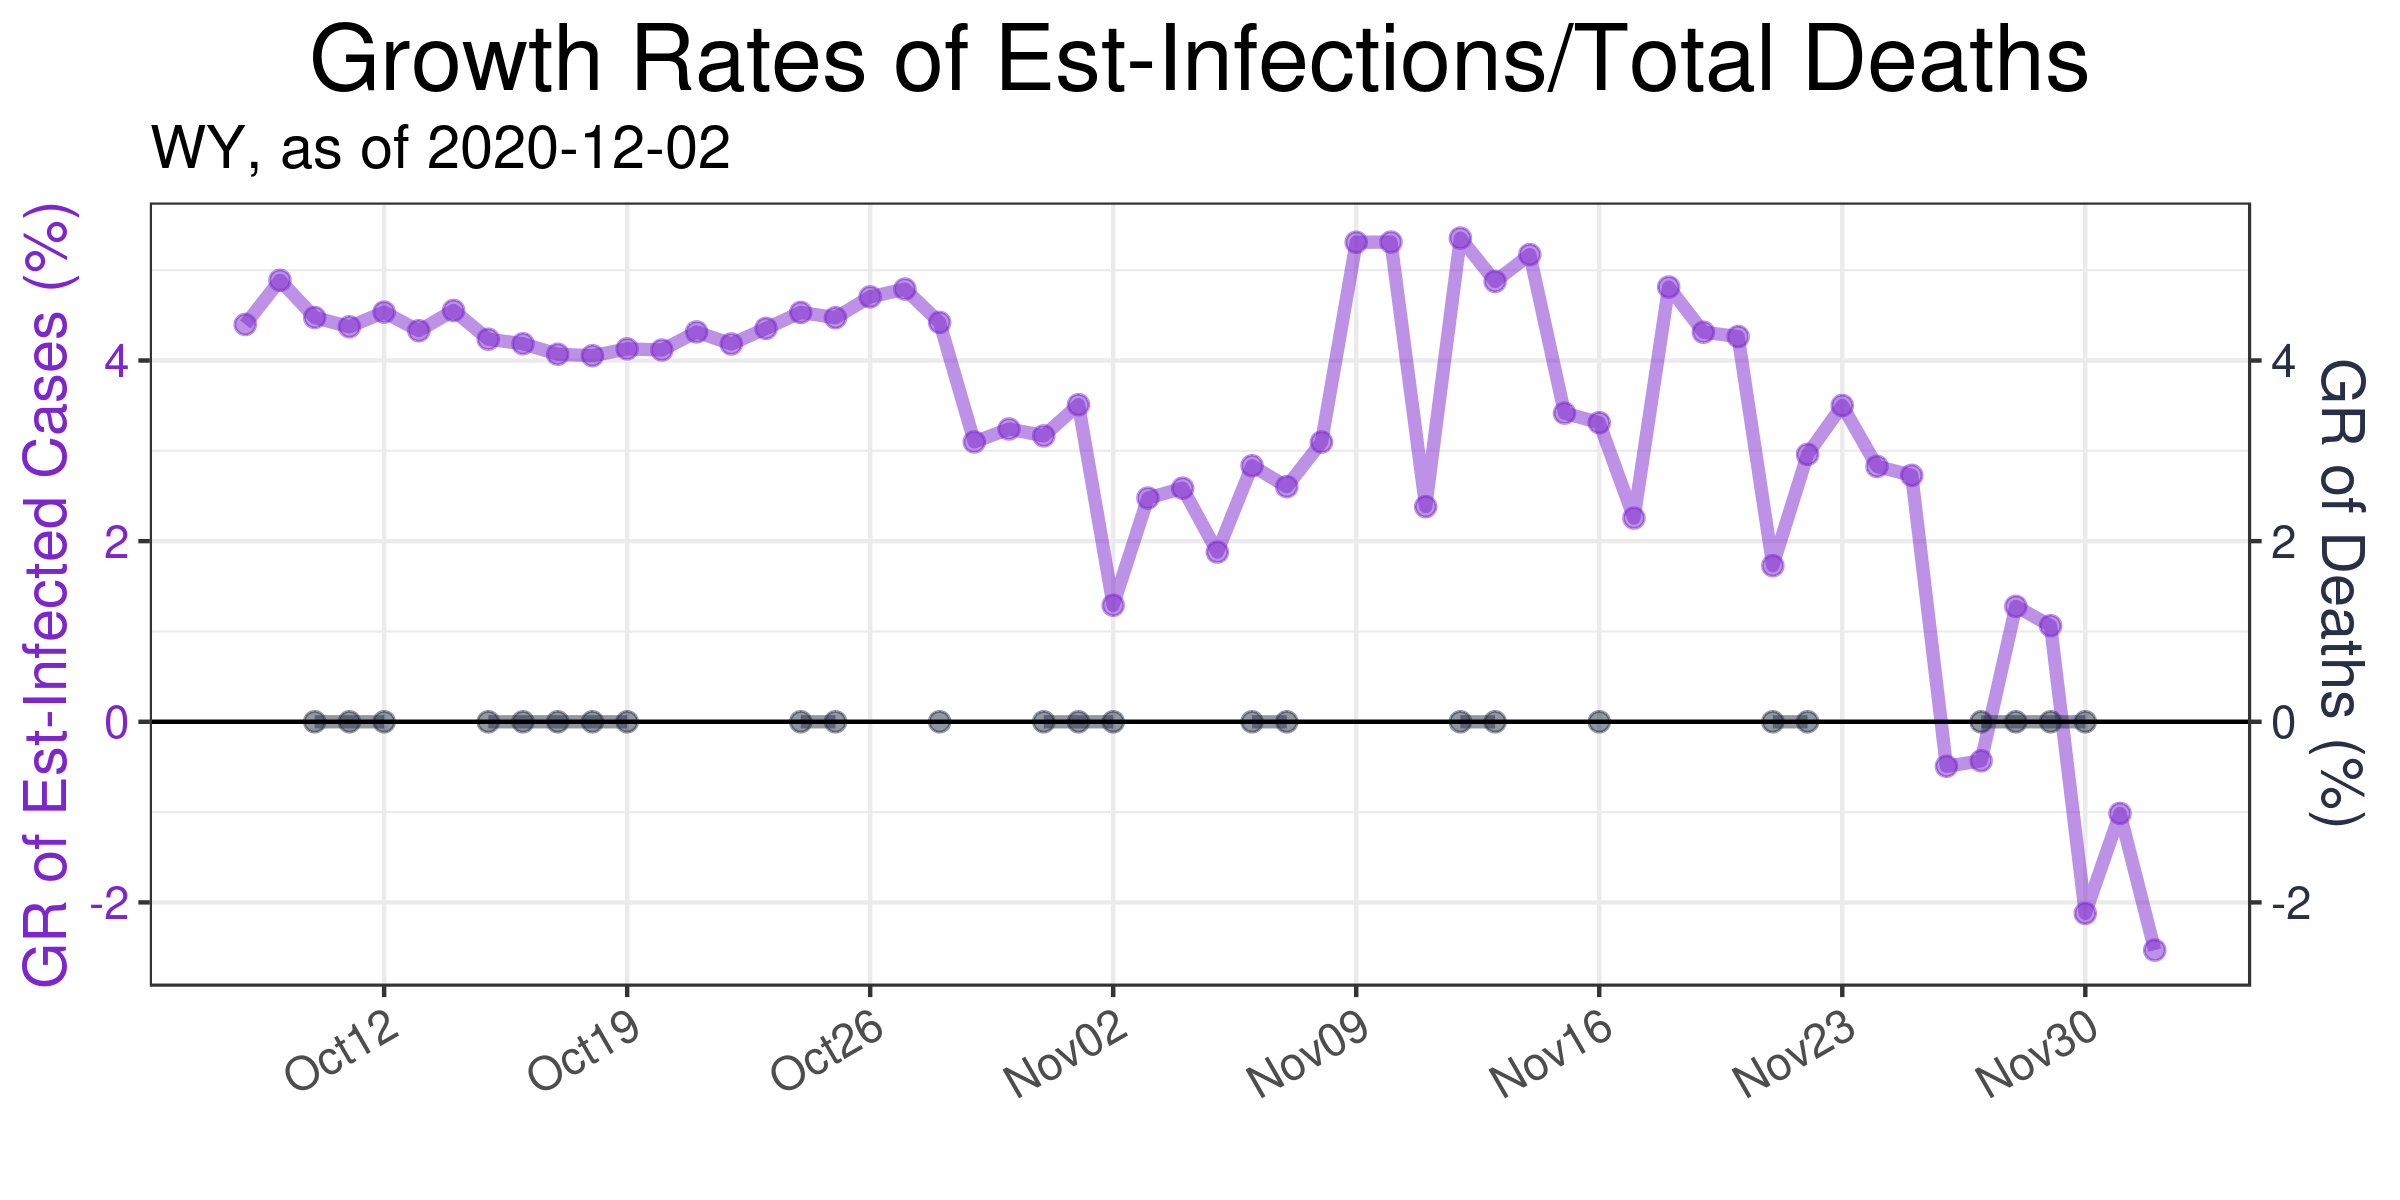 Growth Rates of Est-Infections/Total Deaths
WY, as of 2020-12-02
GR of Est-Infected Cases (%)
4
2
0
-2
4
2
0
-2
GR of Deaths (%)
Oct12
Oct19
Oct26
Nov02
Nov09
Nov16
Nov23
Nov30